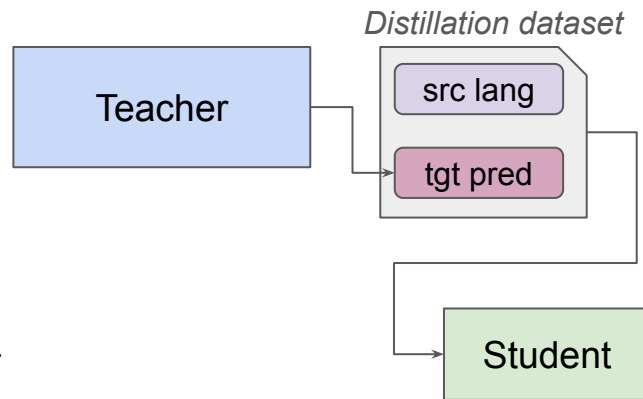 Distillation dataset
src lang
Teacher
tgt pred
Student